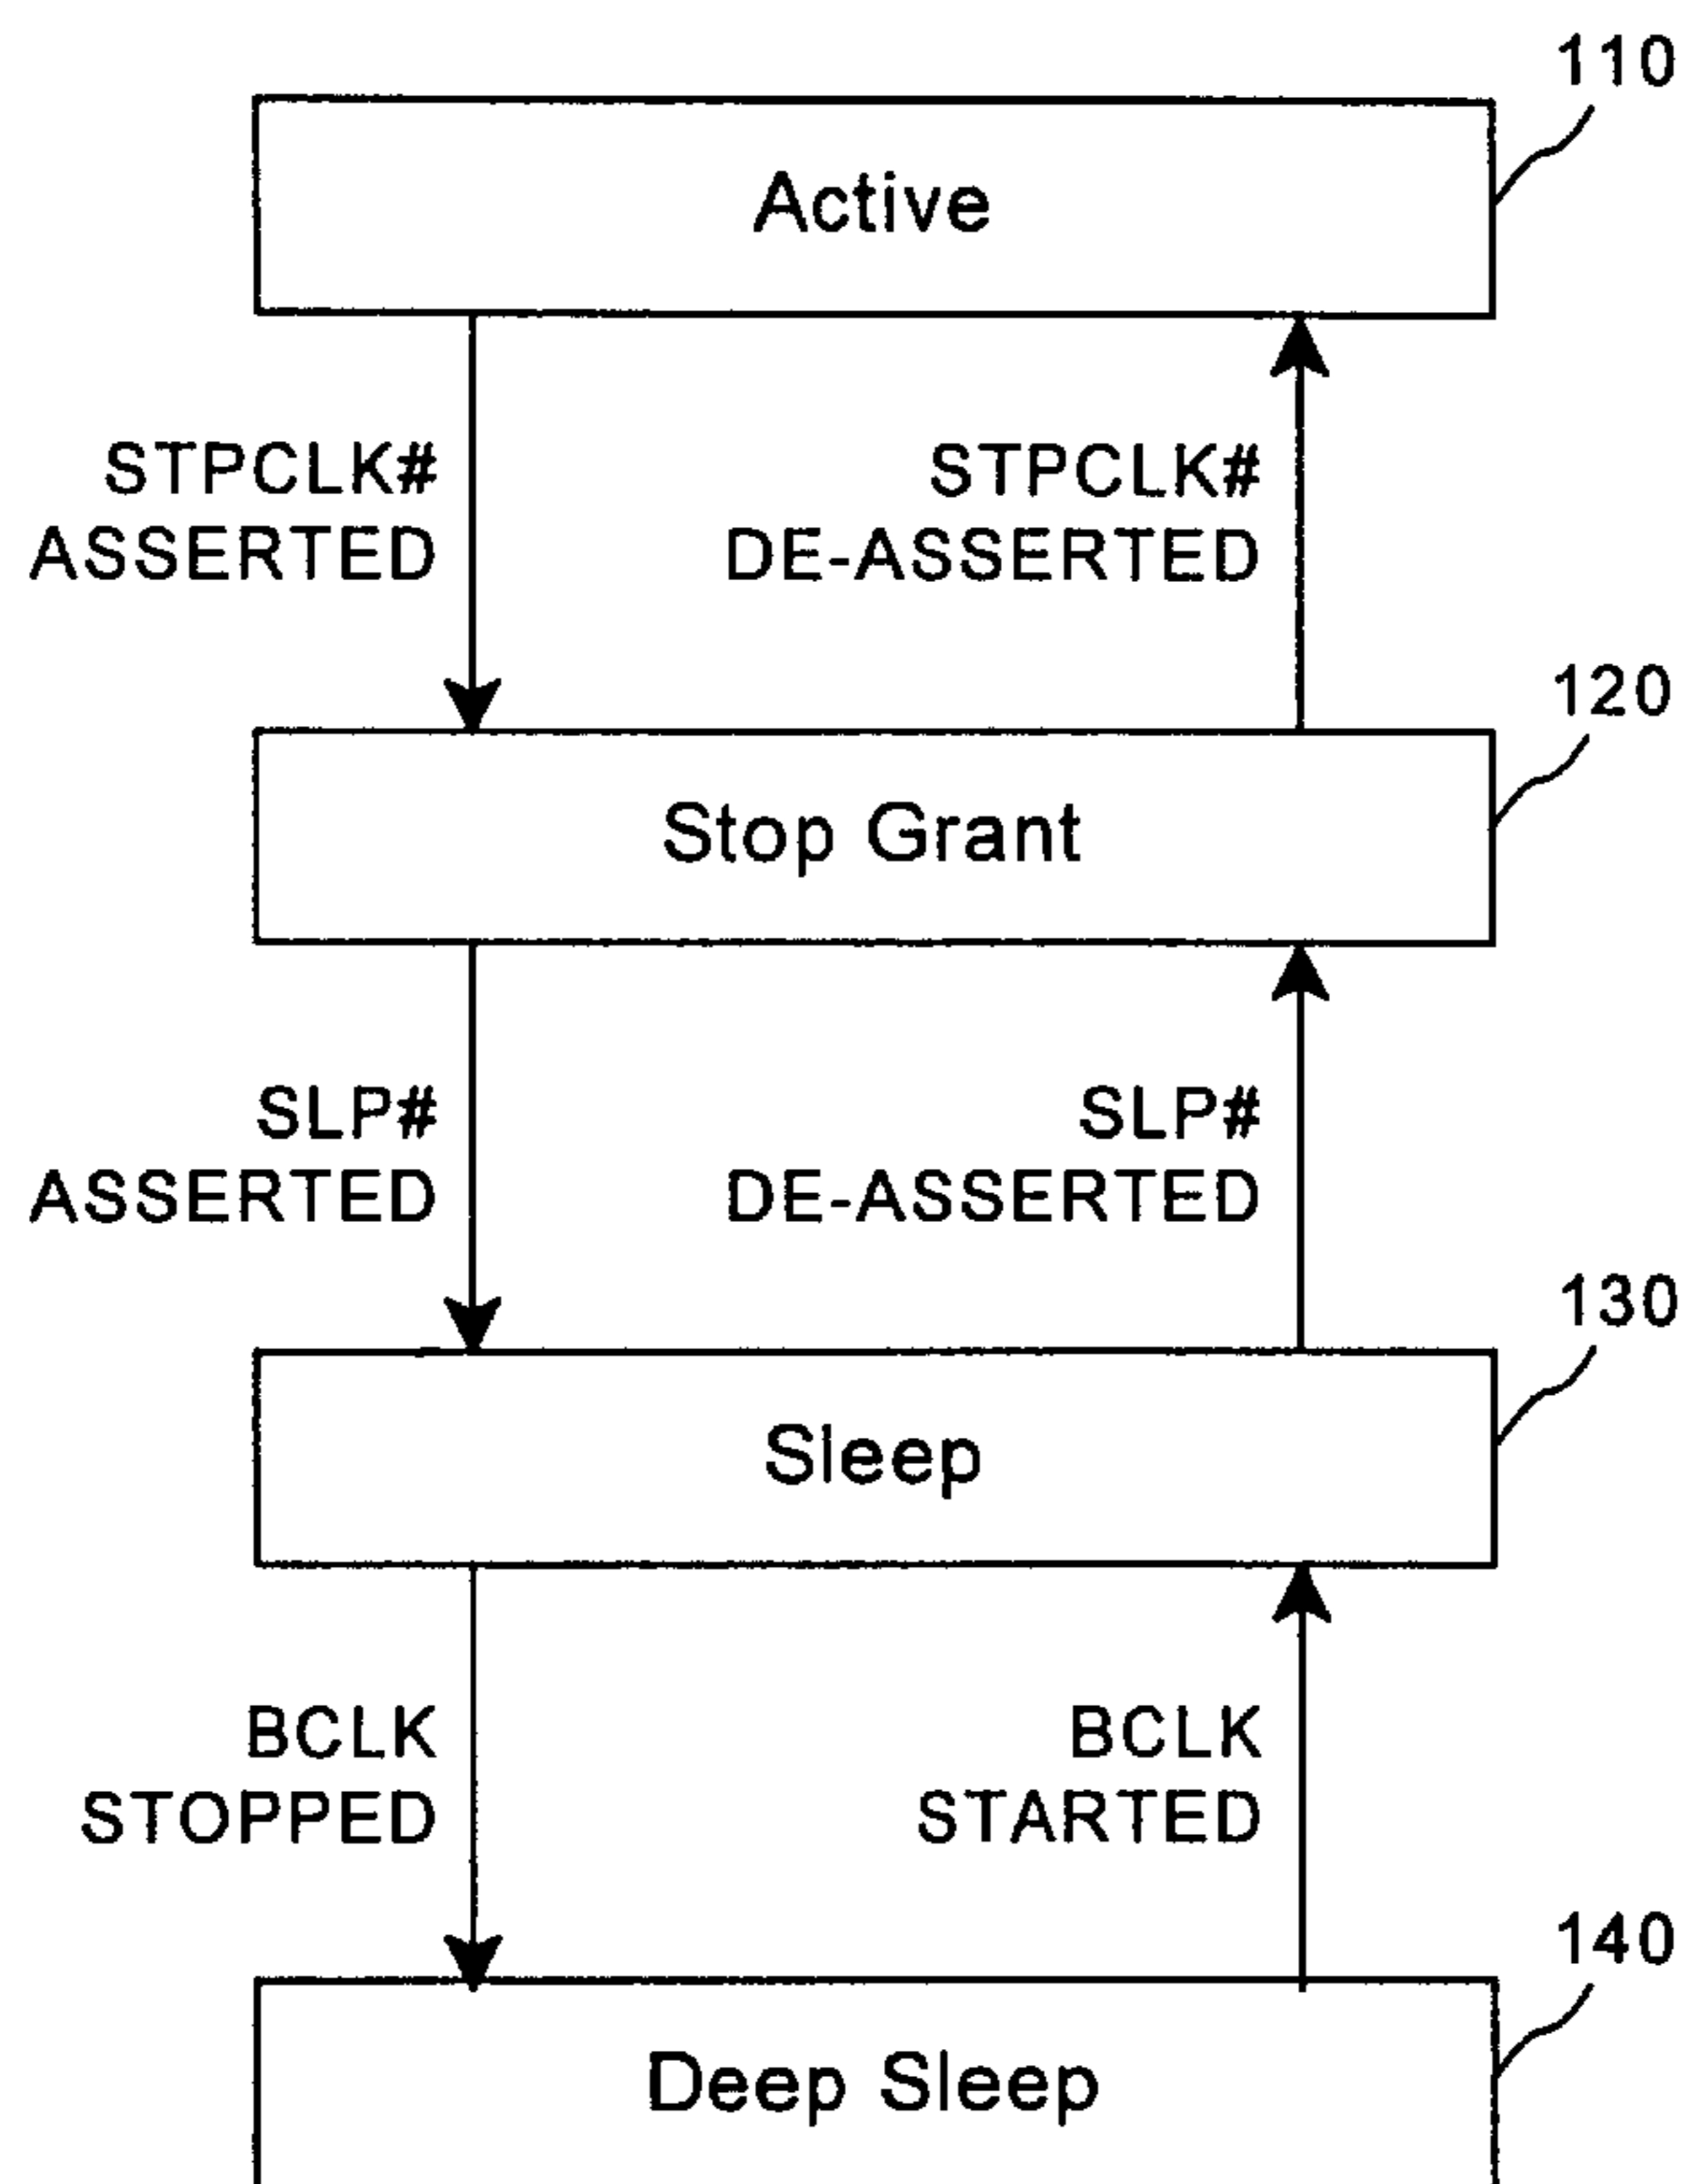 110
Active
STPCLK#
ASSERTED
STPCLK#
DE-ASSERTED
120
Stop Grant
SLP#
ASSERTED
SLP#
DE-ASSERTED
130
Sleep
BCLK
STOPPED
BCLK
STARTED
140
Deep Sleep